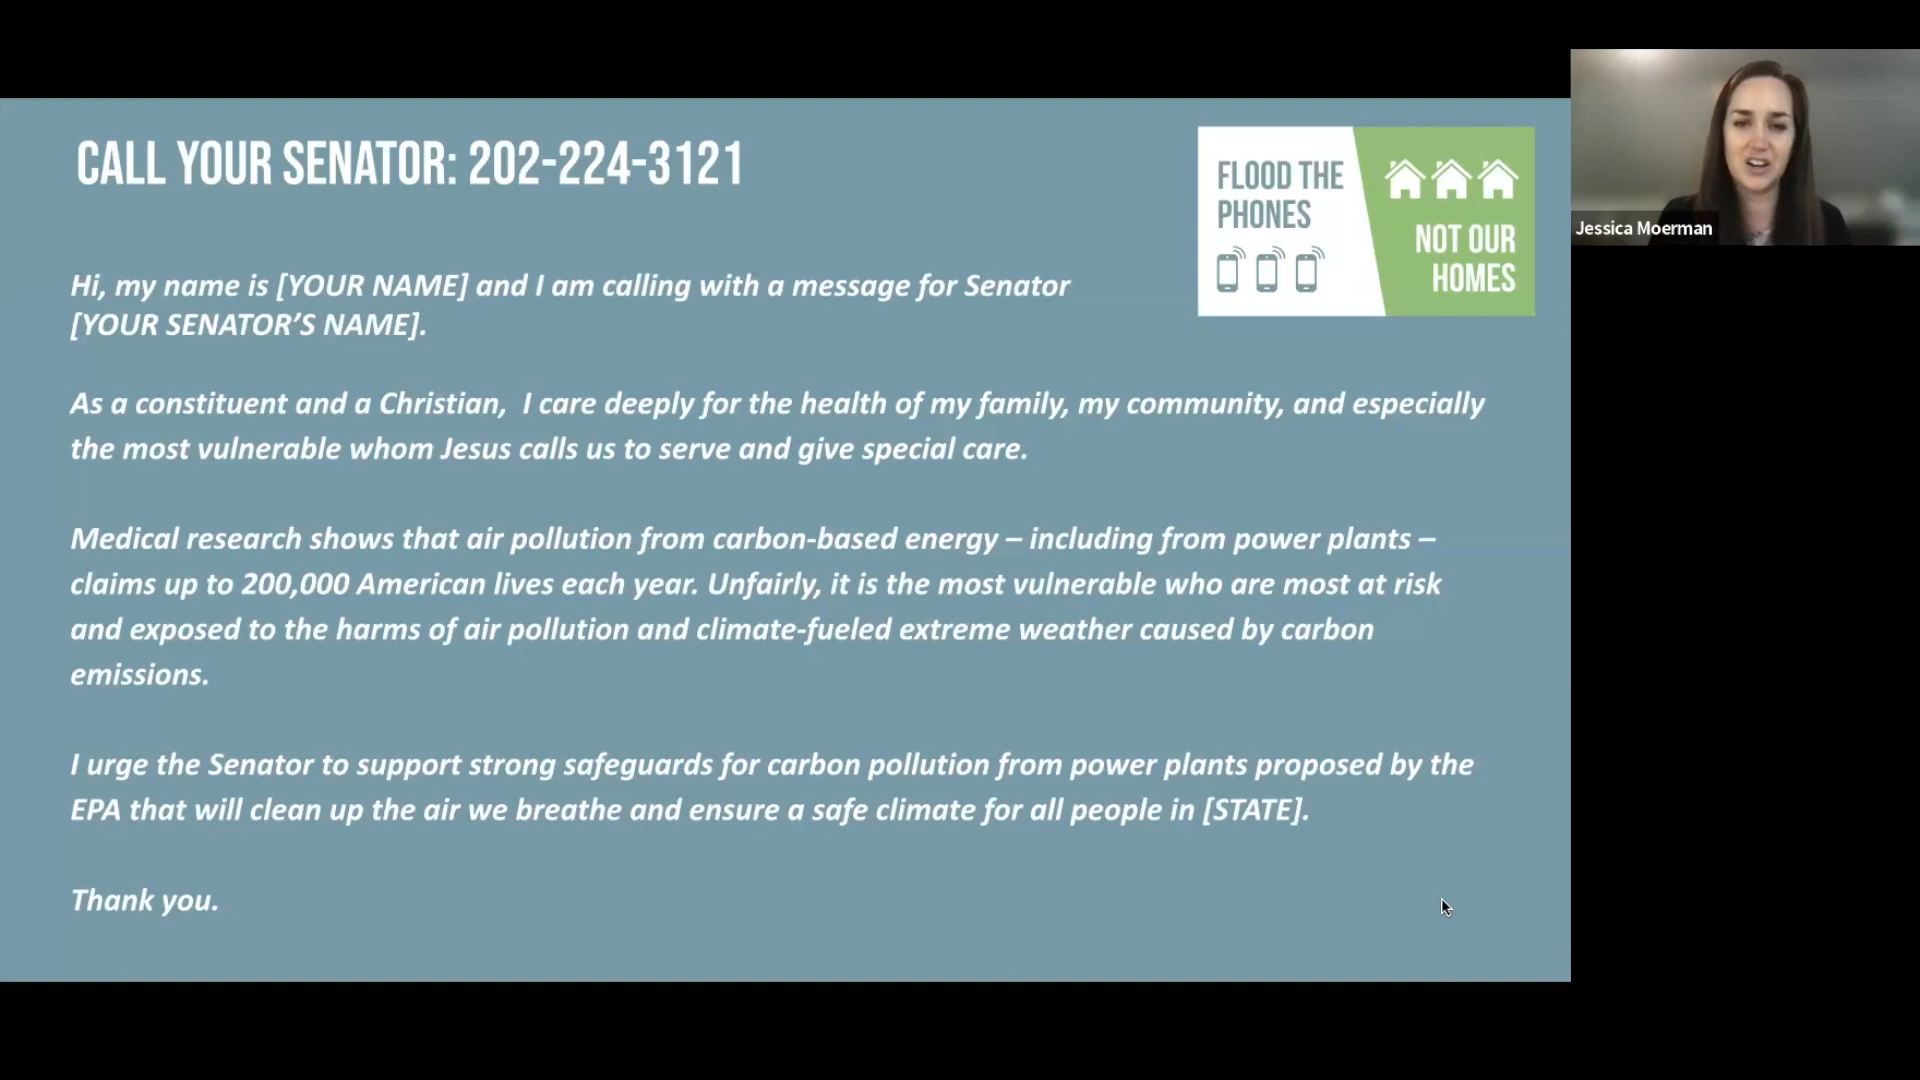 CALL YOUR SENATOR: 202-224-3121
FLOOD THE
PHONES
NOT OUR
HOMES
Jessica Moerman
Hi, my name is [YOUR NAME] and I am calling with a message for Senator
[YOUR SENATOR’S NAME].
As a constituent and a Christian,  I care deeply for the health of my family, my community, and especially
the most vulnerable whom Jesus calls us to serve and give special care.
Medical research shows that air pollution from carbon-based energy – including from power plants –
claims up to 200,000 American lives each year. Unfairly, it is the most vulnerable who are most at risk
and exposed to the harms of air pollution and climate-fueled extreme weather caused by carbon
emissions.
I urge the Senator to support strong safeguards for carbon pollution from power plants proposed by the
EPA that will clean up the air we breathe and ensure a safe climate for all people in [STATE].
Thank you.